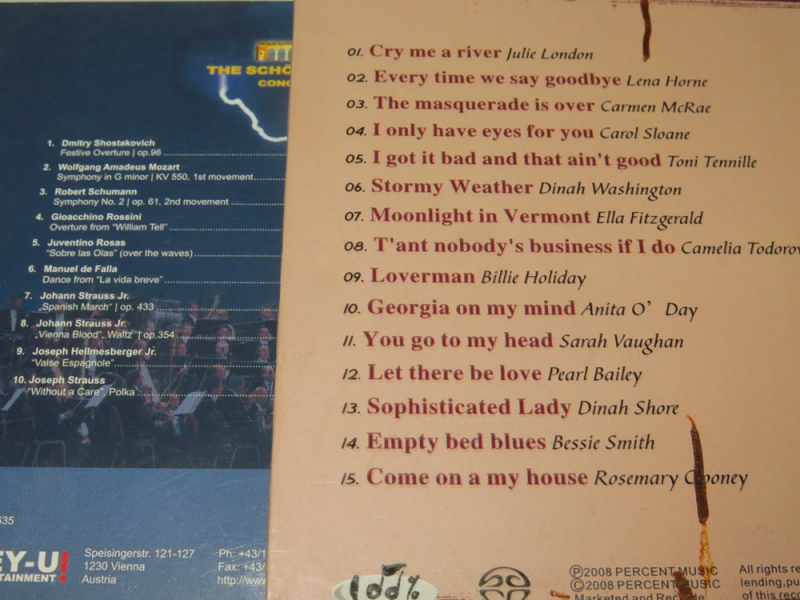 THE SCHÖ
CONC
1. Dmitry Shostakovich
Festive Overture | op.96
2. Wolfgang Amadeus Mozart
Symphony in G minor | KV 550, 1st movement
3. Robert Schumann
Symphony No. 2 | op. 61, 2nd movement
4. Gioacchino Rossini
Overture from "William Tell"
5. Juventino Rosas
"Sobre las Olas" (over the waves)
6. Manuel de Falla
Dance from "La vida breve"
7. Johann Strauss Jr.
„Spanish March" | op. 433
8. Johann Strauss Jr.
„Vienna Blood", Waltz | op.354
9. Joseph Hellmesberger Jr.
"Valse Espagnole"
10. Joseph Strauss
"Without a Care", Polka
S35
EY-U!
TAINMENT
Speisingerstr. 121-127
1230 Vienna
Austria
Ph: +43/1
Fax: +43/
http://www
01. Cry me a river Julie London
02. Every time we say goodbye Lena Horne
03. The masquerade is over Carmen McRae
04. I only have eyes for you Carol Sloane
05. I got it bad and that ain't good Toni Tennille
06. Stormy Weather Dinah Washington
07. Moonlight in Vermont Ella Fitzgerald
08. T'ant nobody's business if I do Camelia Todorov
09. Loverman Billie Holiday
10. Georgia on my mind Anita O' Day
11. You go to my head Sarah Vaughan
12. Let there be love Pearl Bailey
13. Sophisticated Lady Dinah Shore
14. Empty bed blues Bessie Smith
15. Come on a my house Rosemary Clooney
100%
Ⓟ2008 PERCENT MUSIC
©2008 PERCENT MUSIC
Marketed and
All rights re
lending,pu
of this reco